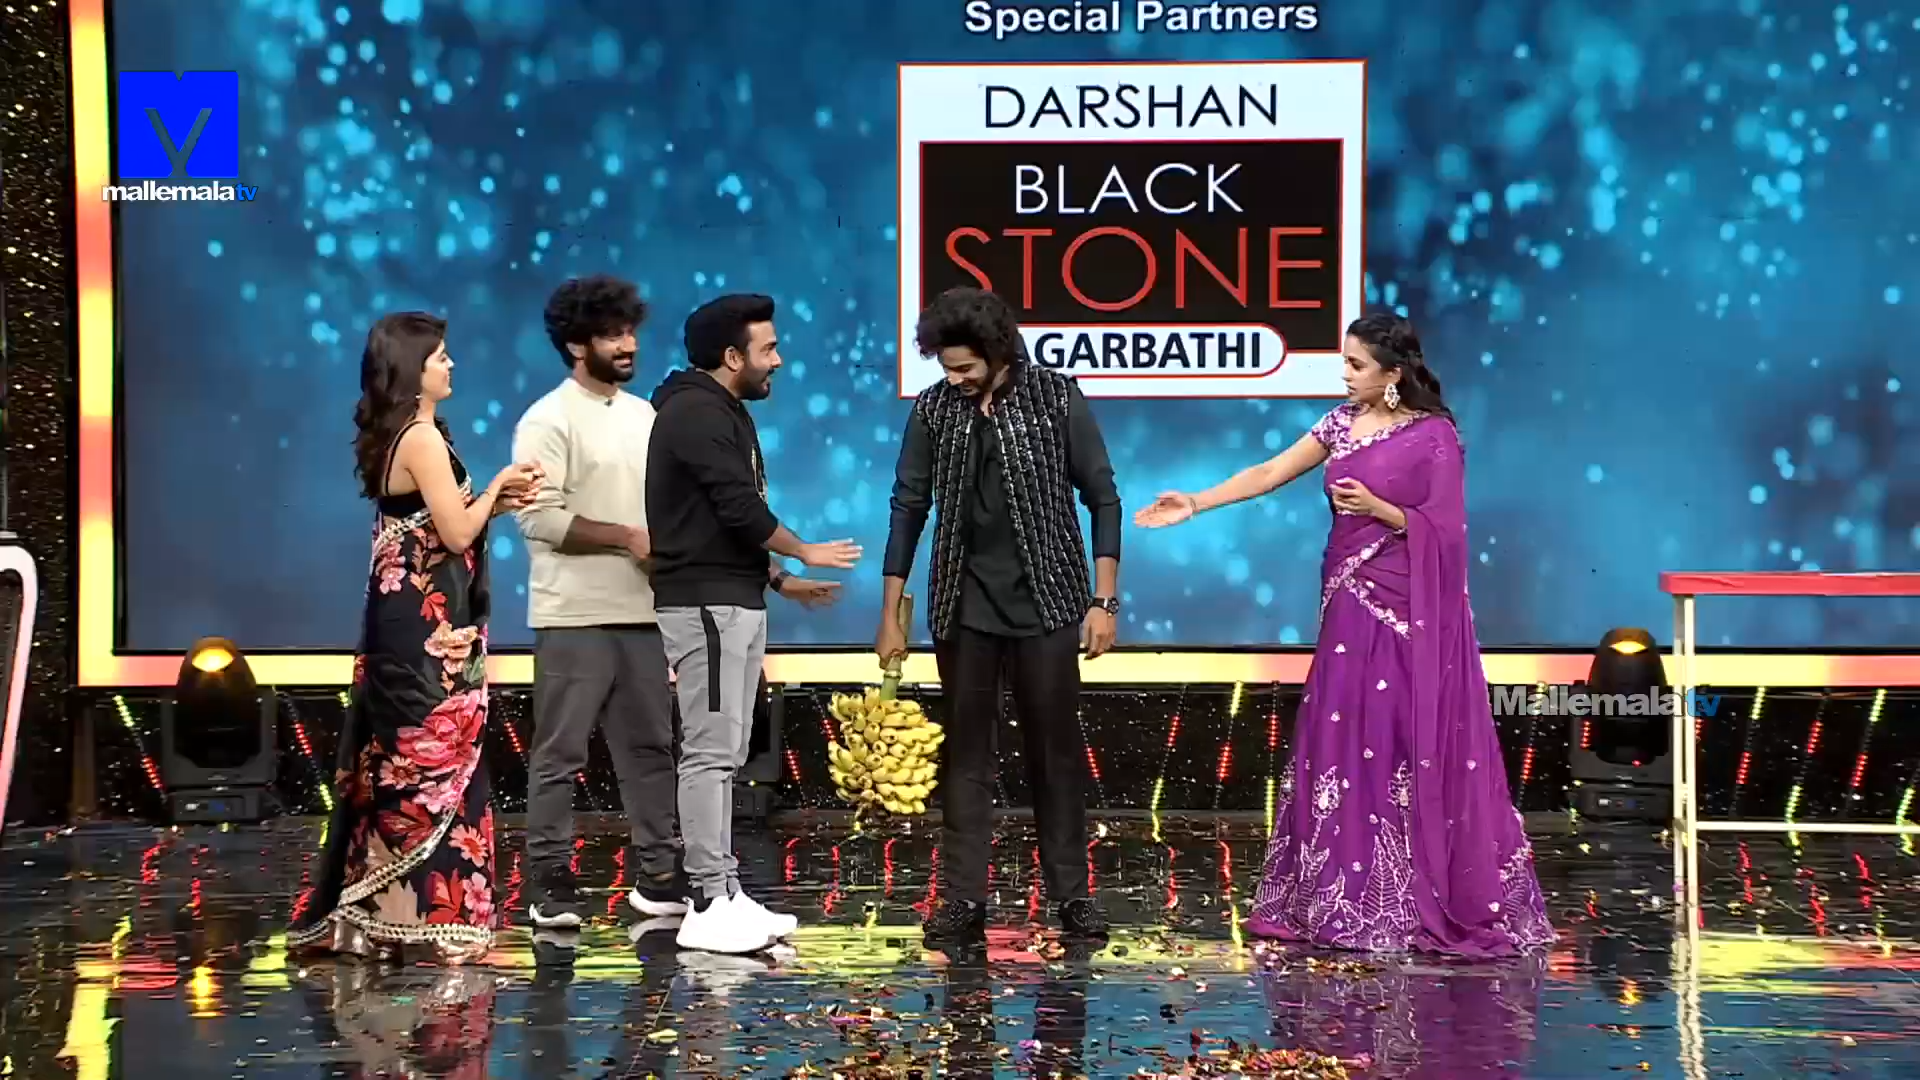 Special Partners
DARSHAN
BLACK
STONE
AGARBATHI
mallemalatv
Mallemalatv